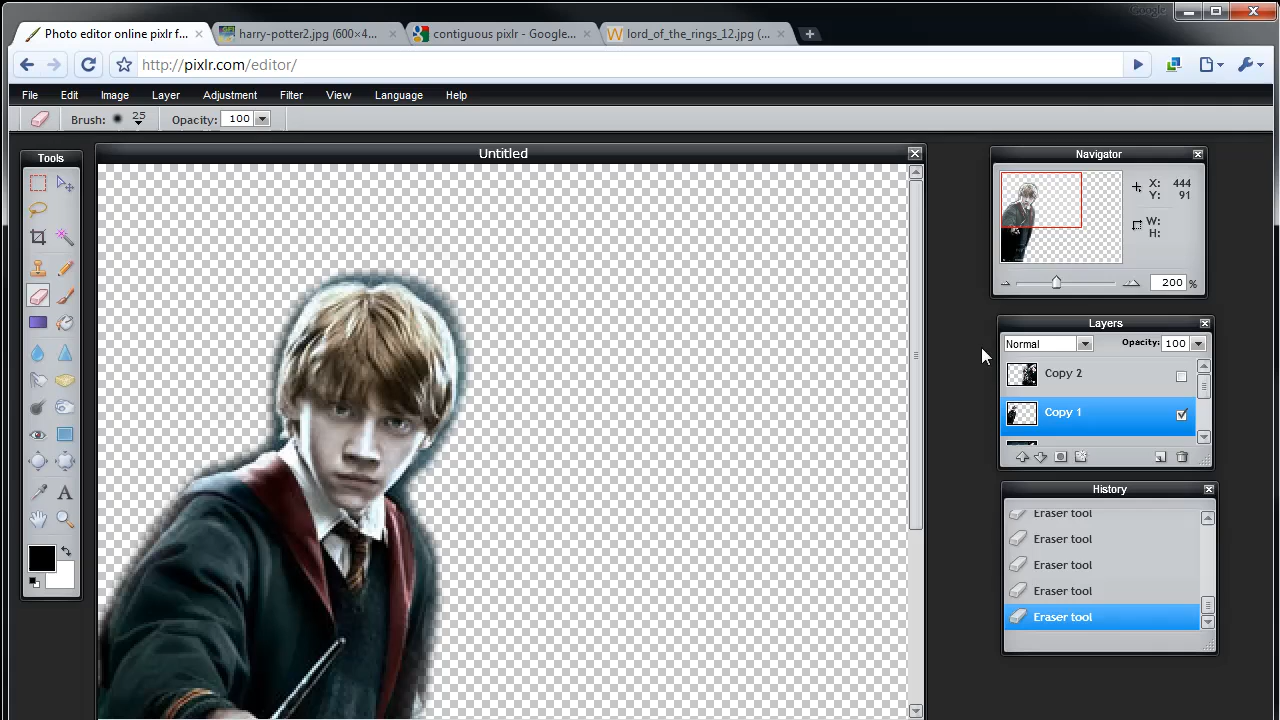 Google
Photo editor online pixlr f...
harry-potter2.jpg (600×4...
contiguous pixlr - Google...
lord_of_the_rings_12.jpg (...
http://pixlr.com/editor/
File Edit Image Layer Adjustment Filter View Language Help
Brush: 25 Opacity: 100
Tools
Untitled
Navigator
X: 444
Y: 91
W:
H:
200 %
Layers
Normal Opacity: 100
Copy 2
Copy 1
History
Eraser tool
Eraser tool
Eraser tool
Eraser tool
Eraser tool
A